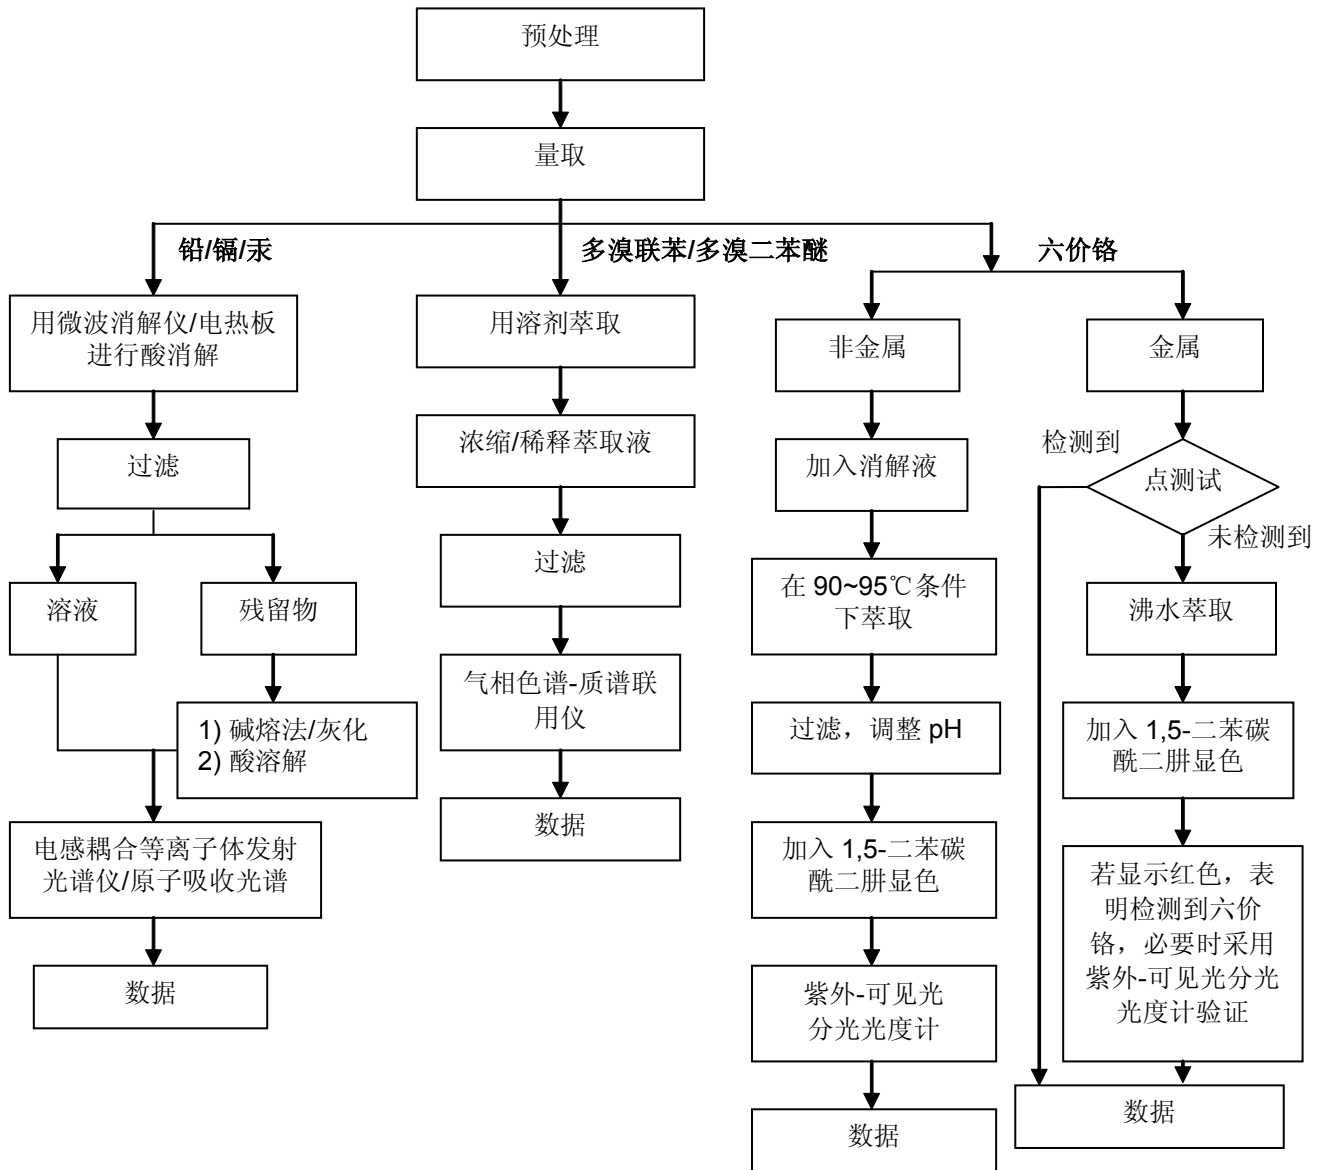 预处理
量取
铅/镉/汞
多溴联苯/多溴二苯醚
六价铬
用微波消解仪/电热板
进行酸消解
过滤
溶液
残留物
1) 碱熔法/灰化
2) 酸溶解
电感耦合等离子体发射
光谱仪/原子吸收光谱
数据
用溶剂萃取
浓缩/稀释萃取液
过滤
气相色谱-质谱联
用仪
数据
非金属
加入消解液
在 90~95℃条件
下萃取
过滤，调整 pH
加入 1,5-二苯碳
酰二肼显色
紫外-可见光
分光光度计
数据
金属
检测到
点测试
未检测到
沸水萃取
加入 1,5-二苯碳
酰二肼显色
若显示红色，表
明检测到六价
铬，必要时采用
紫外-可见光分光
光度计验证
数据